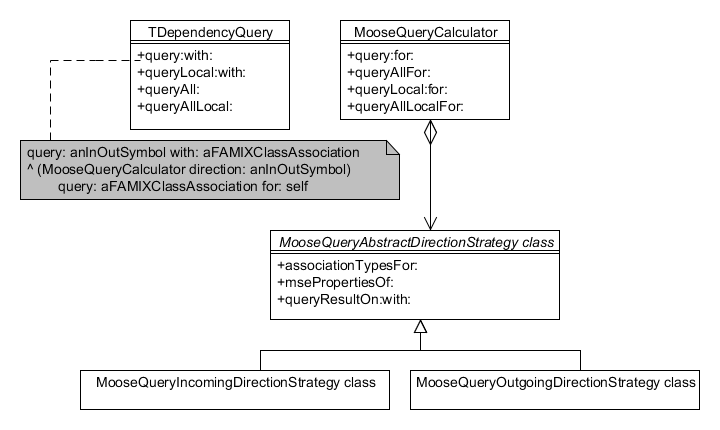 TDependencyQuery
+query:with:
+queryLocal:with:
+queryAll:
+queryAllLocal:
MooseQueryCalculator
+query:for:
+queryAllFor:
+queryLocal:for:
+queryAllLocalFor:
query: anInOutSymbol with: aFAMIXClassAssociation
^ (MooseQueryCalculator direction: anInOutSymbol)
query: aFAMIXClassAssociation for: self
MooseQueryAbstractDirectionStrategy class
+associationTypesFor:
+msePropertiesOf:
+queryResultOn:with:
MooseQueryIncomingDirectionStrategy class
MooseQueryOutgoingDirectionStrategy class